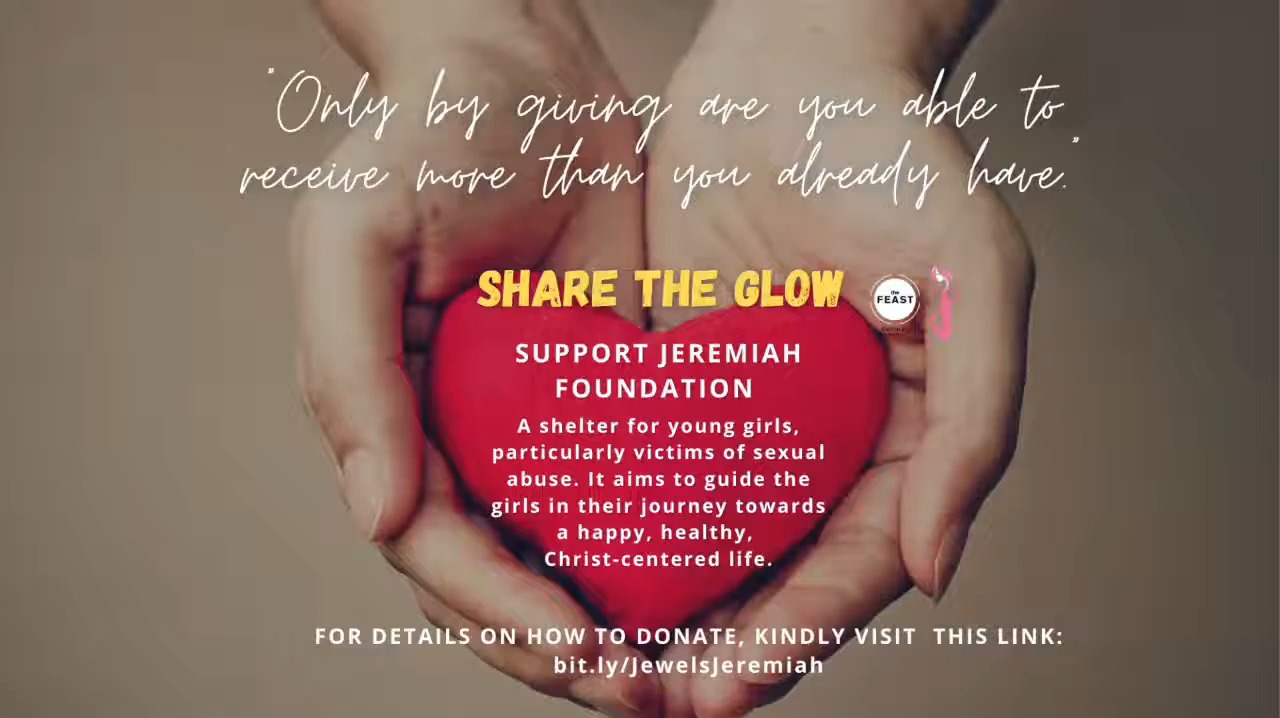 "Only by giving are you able to
receive more than you already have."
SHARE THE GLOW
the
FEAST
SUPPORT JEREMIAH
FOUNDATION
A shelter for young girls,
particularly victims of sexual
abuse. It aims to guide the
girls in their journey towards
a happy, healthy,
Christ-centered life.
FOR DETAILS ON HOW TO DONATE, KINDLY VISIT THIS LINK:
bit.ly/JewelsJeremiah